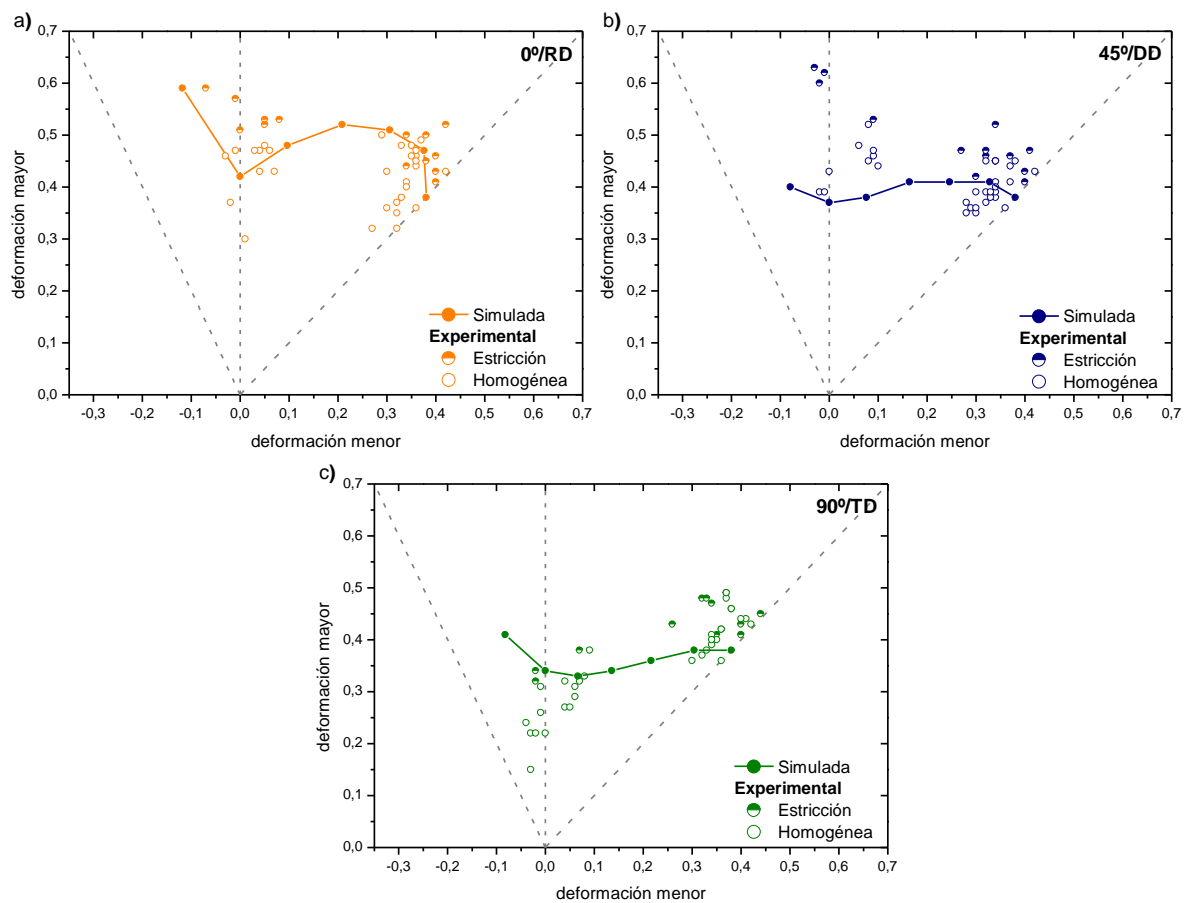 a)
0º/RD
0,7
0,6
0,5
0,4
0,3
0,2
0,1
0,0
deformación mayor
Simulada
Experimental
Estricción
Homogénea
-0,3 -0,2 -0,1 0,0 0,1 0,2 0,3 0,4 0,5 0,6 0,7
deformación menor
b)
45º/DD
0,7
0,6
0,5
0,4
0,3
0,2
0,1
0,0
deformación mayor
Simulada
Experimental
Estricción
Homogénea
-0,3 -0,2 -0,1 0,0 0,1 0,2 0,3 0,4 0,5 0,6 0,7
deformación menor
c)
90º/TD
0,7
0,6
0,5
0,4
0,3
0,2
0,1
0,0
deformación mayor
Simulada
Experimental
Estricción
Homogénea
-0,3 -0,2 -0,1 0,0 0,1 0,2 0,3 0,4 0,5 0,6 0,7
deformación menor